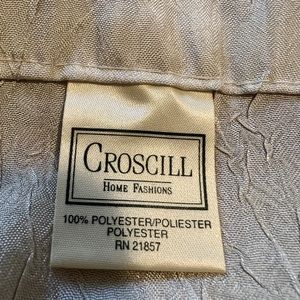 CROSCILL
HOME FASHIONS
100% POLYESTER/POLIESTER
POLYESTER
RN 21857